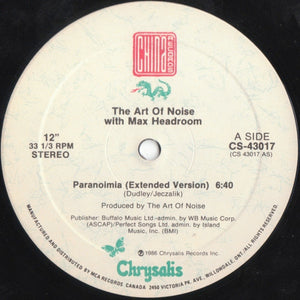 CHINA
RECORDS
The Art Of Noise
with Max Headroom
12"
33 1/3 RPM
STEREO
A SIDE
CS-43017
(CS 43017 AS)
Paranoimia (Extended Version) 6:40
(Dudley/Jeczalik)
Produced by The Art Of Noise
Publisher: Buffalo Music Ltd.-admin. by WB Music Corp.
(ASCAP)/Perfect Songs Ltd. admin. by Island
Music, Inc. (BMI)
℗ 1986 Chrysalis Records Inc.
Chrysalis
MANUFACTURED AND DISTRIBUTED BY MCA RECORDS CANADA 2450 VICTORIA PK. AVE., WILLOWDALE, ONT. M2J 4A2